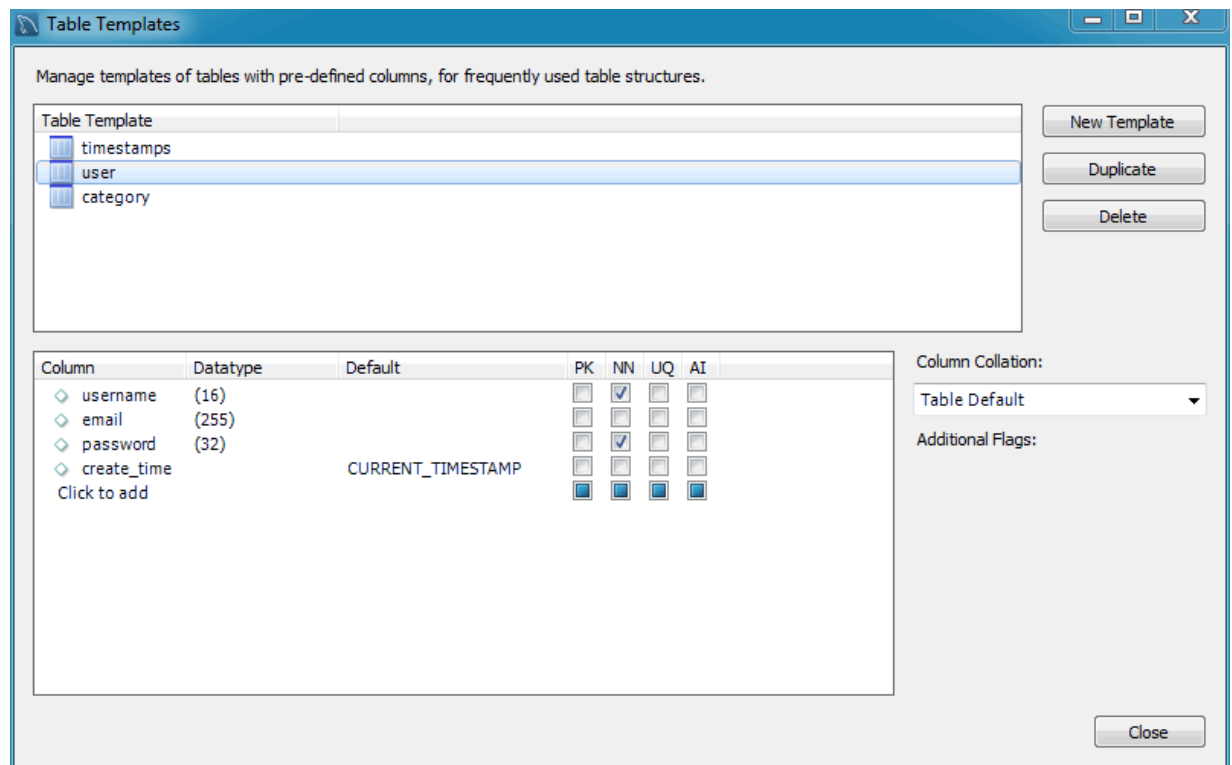 Table Templates
Manage templates of tables with pre-defined columns, for frequently used table structures.
Table Template
timestamps
user
category
New Template
Duplicate
Delete
Column Datatype Default PK NN UQ AI
username (16)
email (255)
password (32)
create_time CURRENT_TIMESTAMP
Click to add
Column Collation:
Table Default
Additional Flags:
Close